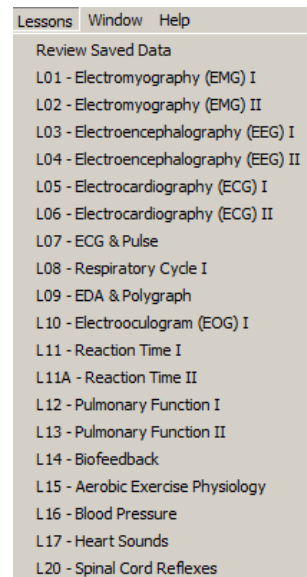 Lessons Window Help
Review Saved Data
L01 - Electromyography (EMG) I
L02 - Electromyography (EMG) II
L03 - Electroencephalography (EEG) I
L04 - Electroencephalography (EEG) II
L05 - Electrocardiography (ECG) I
L06 - Electrocardiography (ECG) II
L07 - ECG & Pulse
L08 - Respiratory Cycle I
L09 - EDA & Polygraph
L10 - Electrooculogram (EOG) I
L11 - Reaction Time I
L11A - Reaction Time II
L12 - Pulmonary Function I
L13 - Pulmonary Function II
L14 - Biofeedback
L15 - Aerobic Exercise Physiology
L16 - Blood Pressure
L17 - Heart Sounds
L20 - Spinal Cord Reflexes